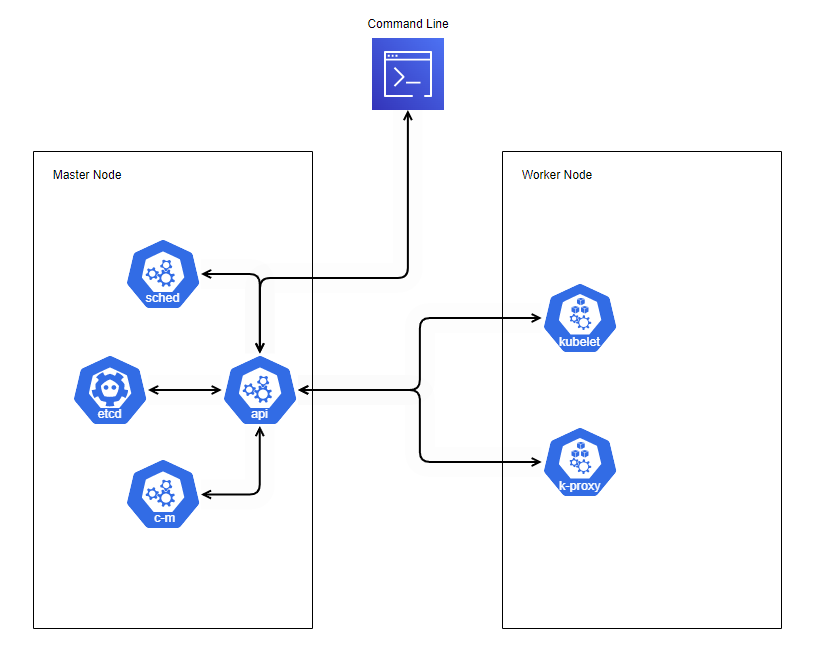 Command Line
Master Node
Worker Node
sched
kubelet
etcd
api
k-proxy
c-m